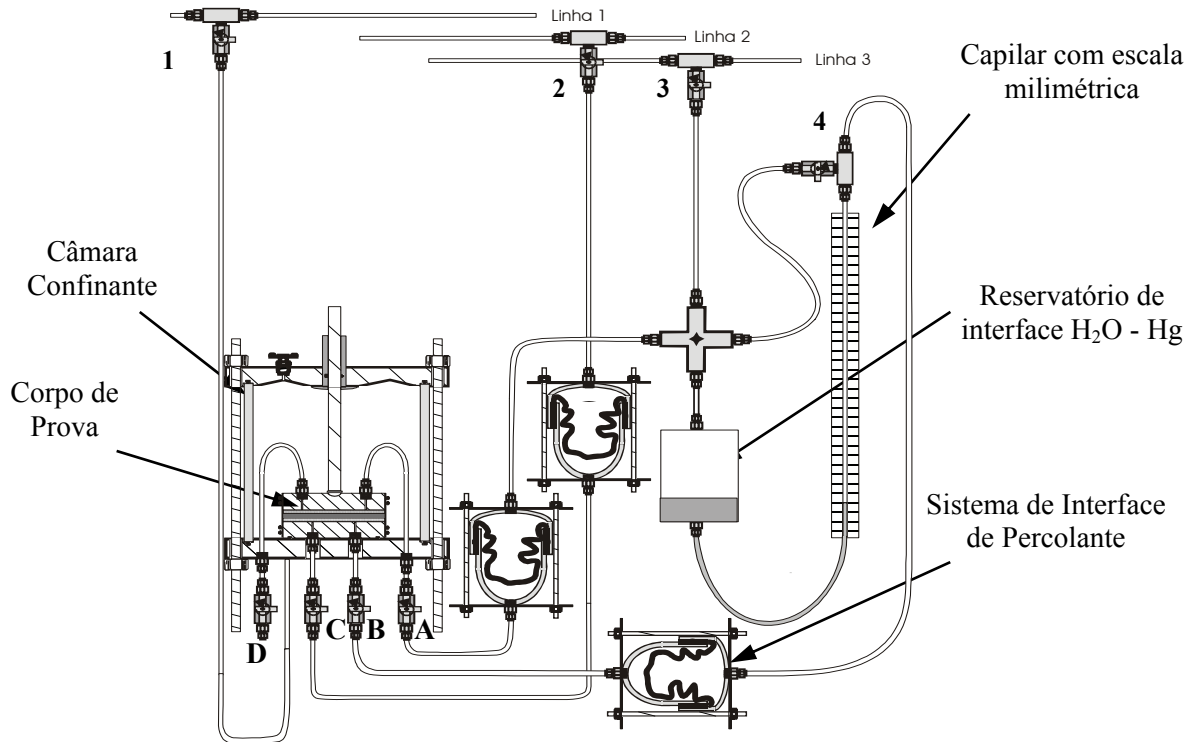 Linha 1
1
Linha 2
2
Linha 3
3
Capilar com escala
milimétrica
4
Câmara
Confinante
Reservatório de
interface H₂O - Hg
Corpo de
Prova
Sistema de Interface
de Percolante
D
C
B
A